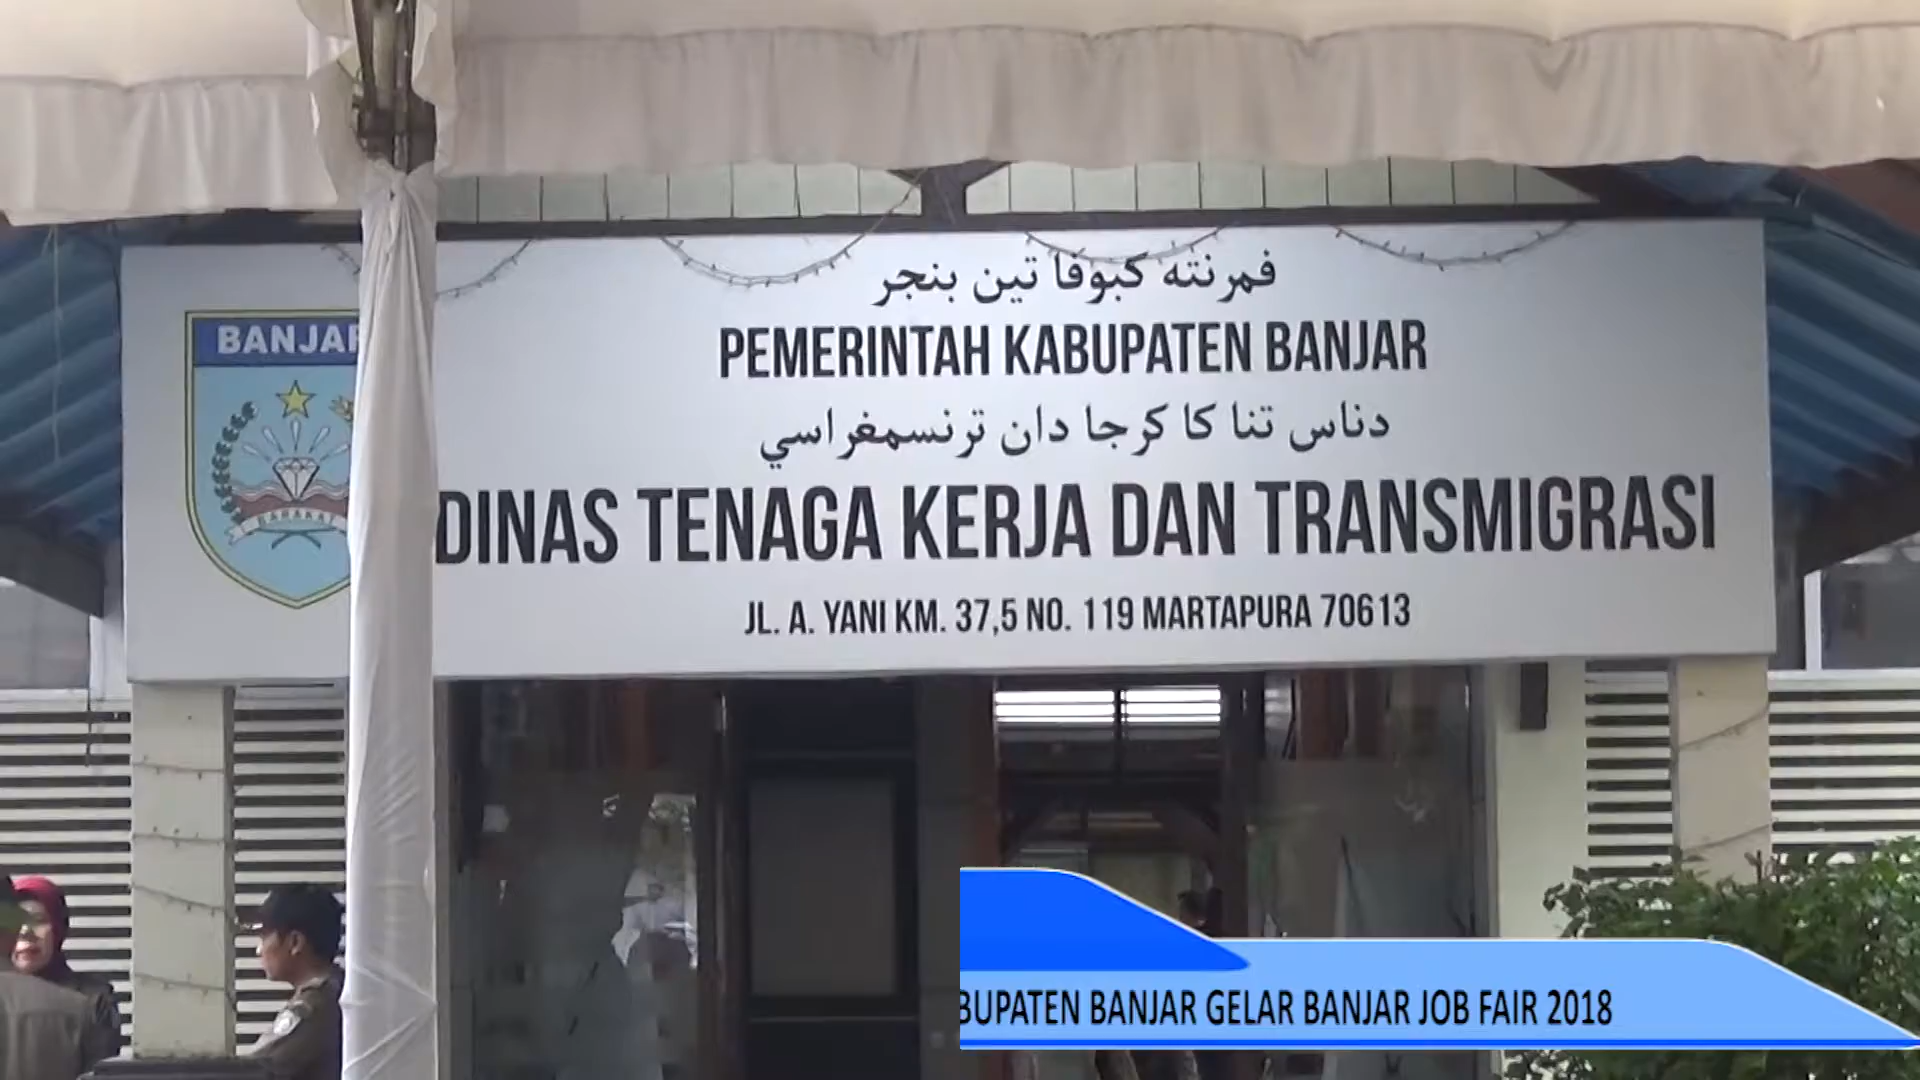 فمرنته كبوفا تين بنجر
PEMERINTAH KABUPATEN BANJAR
دناس تنا كا كرجا دان ترنسمغراسي
DINAS TENAGA KERJA DAN TRANSMIGRASI
JL. A. YANI KM. 37,5 NO. 119 MARTAPURA 70613
BANJAR
BARAKAT
BUPATEN BANJAR GELAR BANJAR JOB FAIR 2018